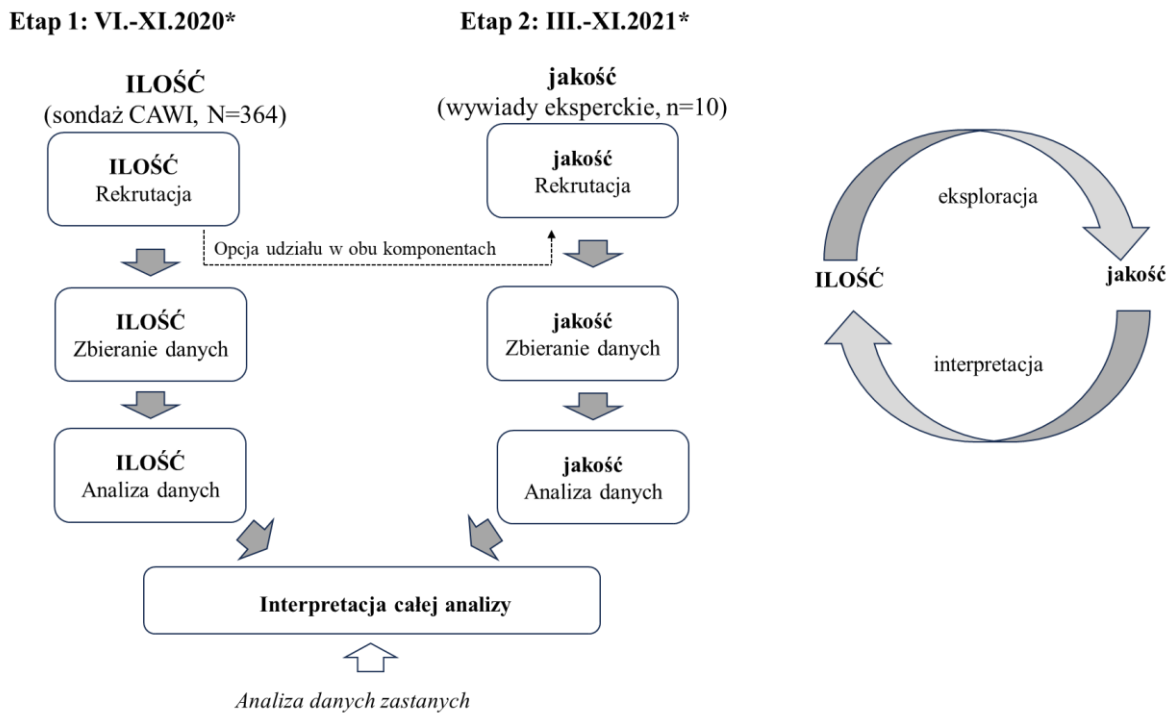 Etap 1: VI.-XI.2020*
Etap 2: III.-XI.2021*
ILOŚĆ
(sondaż CAWI, N=364)
jakość
(wywiady eksperckie, n=10)
ILOŚĆ
Rekrutacja
jakość
Rekrutacja
Opcja udziału w obu komponentach
ILOŚĆ
Zbieranie danych
jakość
Zbieranie danych
ILOŚĆ
Analiza danych
jakość
Analiza danych
Interpretacja całej analizy
Analiza danych zastanych
eksploracja
ILOŚĆ
jakość
interpretacja